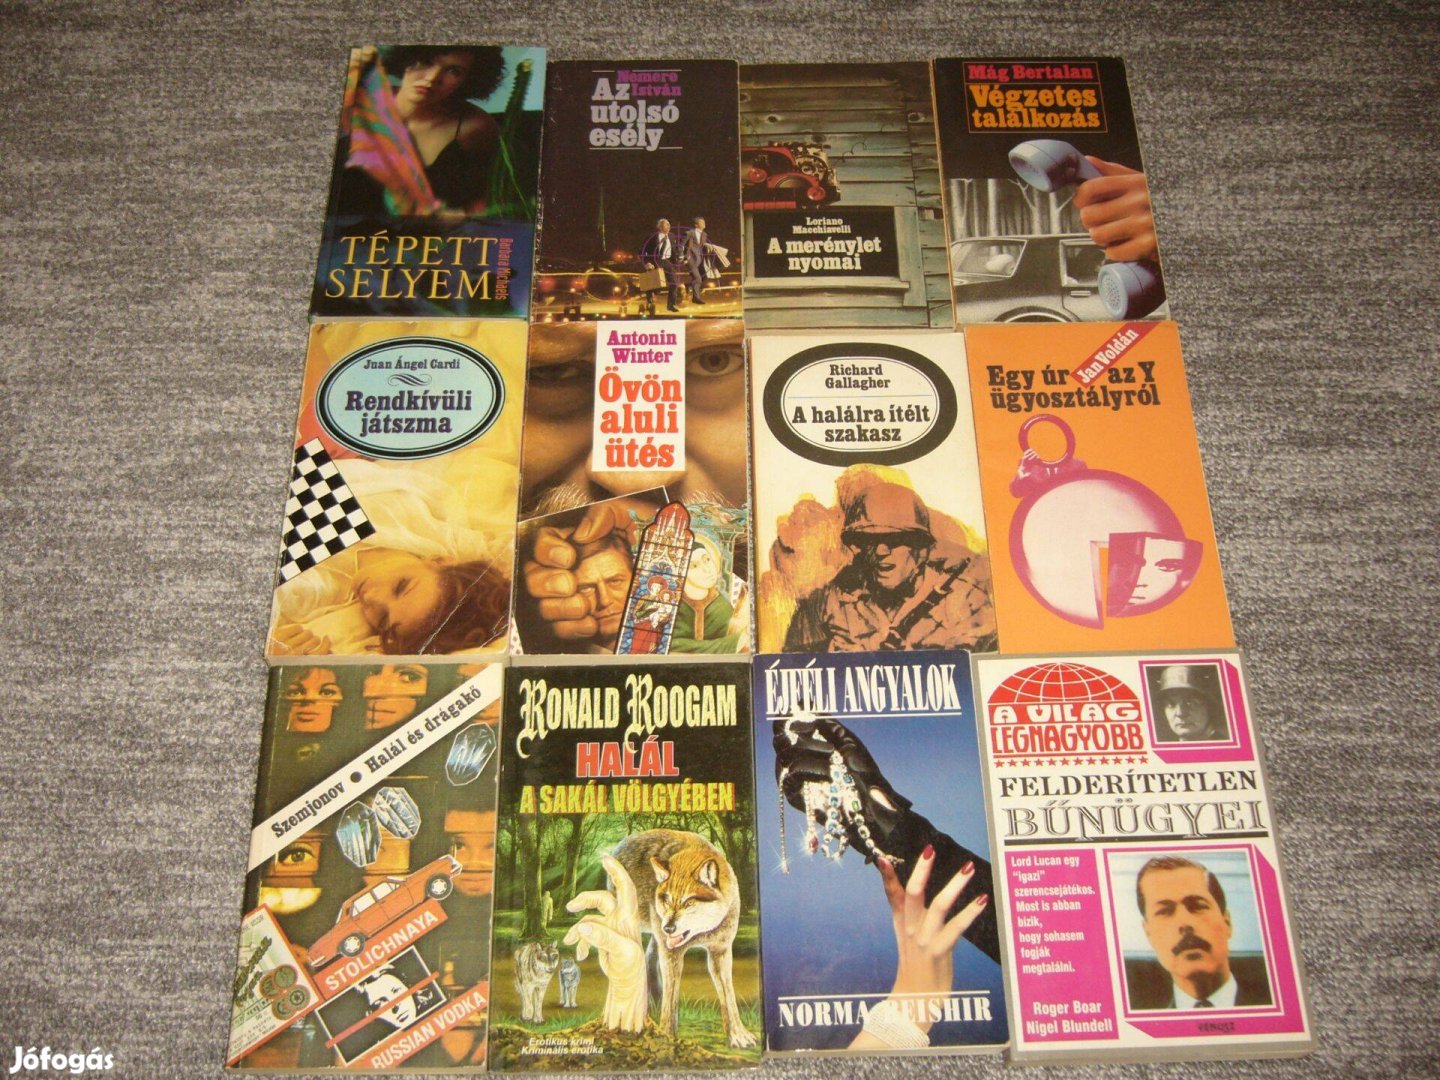 TÉPETT
SELYEM
Barbara Michaels
Nemere
István
Az
utolsó
esély
Loriano
Macchiavelli
A merénylet
nyomai
Mág Bertalan
Végzetes
találkozás
Juan Ángel Cardi
Rendkívüli
játszma
Antonin
Winter
Övön
aluli
ütés
Richard
Gallagher
A halálra ítélt
szakasz
Jan Voldán
Egy úr az Y
ügyosztályról
Szemjonov • Halál és drágakő
STOLICHNAYA
RUSSIAN VODKA
RONALD ROOGAM
HALÁL
A SAKÁL VÖLGYÉBEN
Erotikus krimi
Kriminális erotika
ÉJFÉLI ANGYALOK
NORMA BEISHIR
A VILÁG
LEGNAGYOBB
FELDERÍTETLEN
BŰNÜGYEI
Lord Lucan egy
"igazi"
szerencsejátékos.
Most is abban
bízik,
hogy sohasem
fogják
megtalálni.
Roger Boar
Nigel Blundell
Jófogás